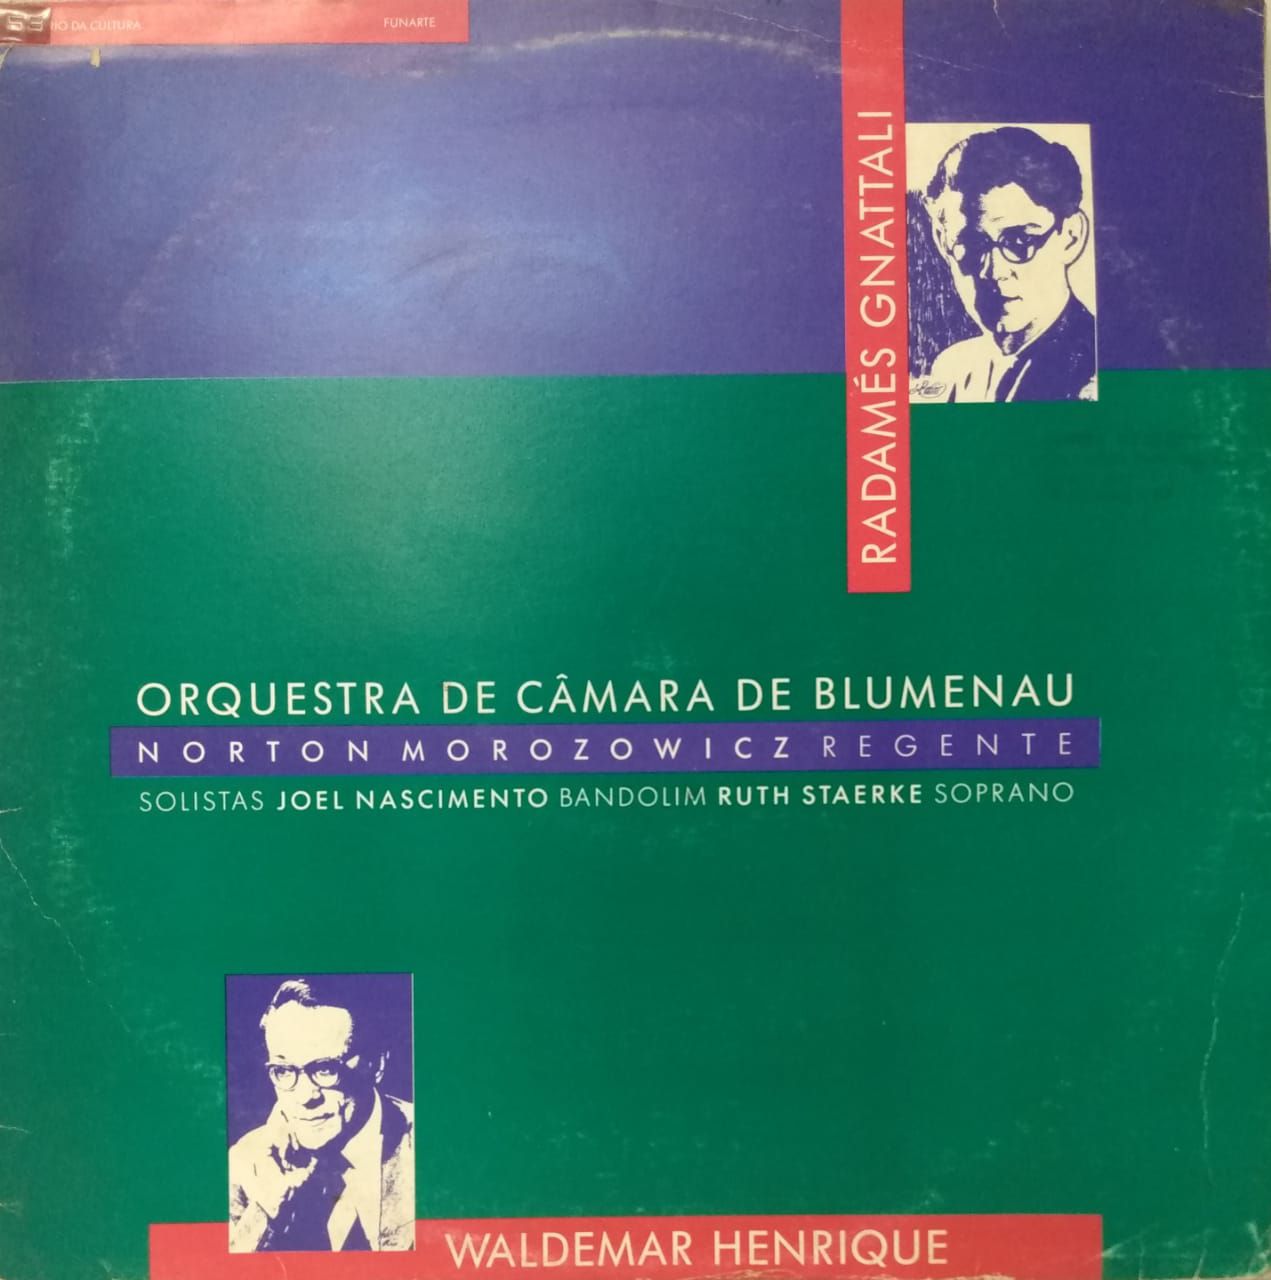 RIO DA CULTURA FUNARTE
RADAMÉS GNATTALI
ORQUESTRA DE CÂMARA DE BLUMENAU
NORTON MOROZOWICZ REGENTE
SOLISTAS JOEL NASCIMENTO BANDOLIM RUTH STAERKE SOPRANO
WALDEMAR HENRIQUE